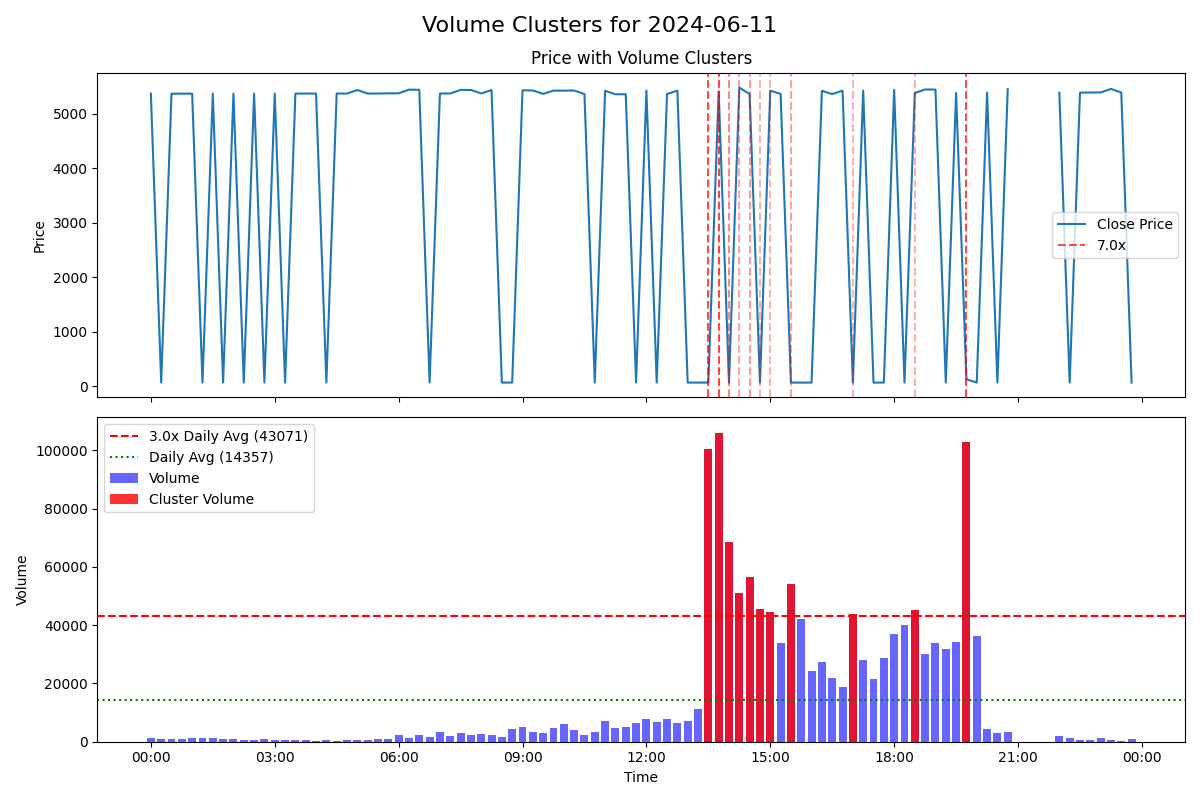 Volume Clusters for 2024-06-11
Price with Volume Clusters
Price
5000
4000
3000
2000
1000
0
Close Price
7.0x
Volume
100000
80000
60000
40000
20000
0
3.0x Daily Avg (43071)
Daily Avg (14357)
Volume
Cluster Volume
00:00 03:00 06:00 09:00 12:00 15:00 18:00 21:00 00:00
Time